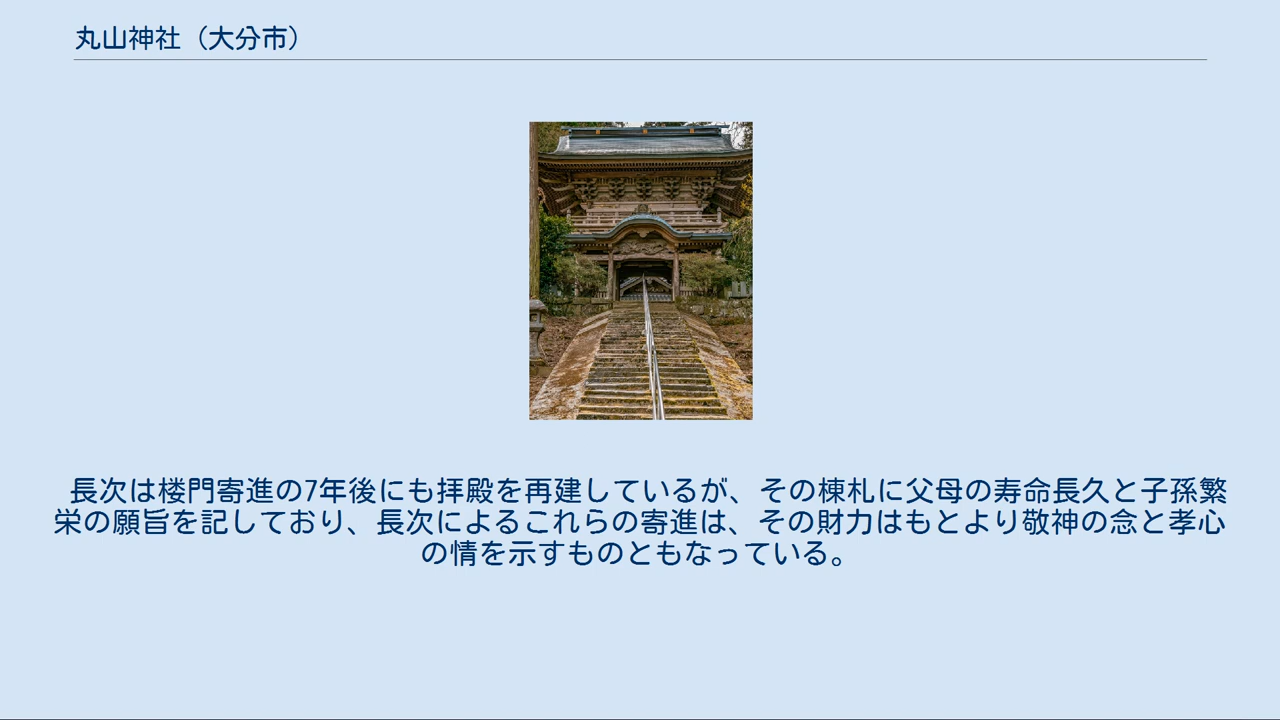 丸山神社（大分市）
長次は楼門寄進の7年後にも拝殿を再建しているが、その棟札に父母の寿命長久と子孫繁
栄の願旨を記しており、長次によるこれらの寄進は、その財力はもとより敬神の念と孝心
の情を示すものともなっている。